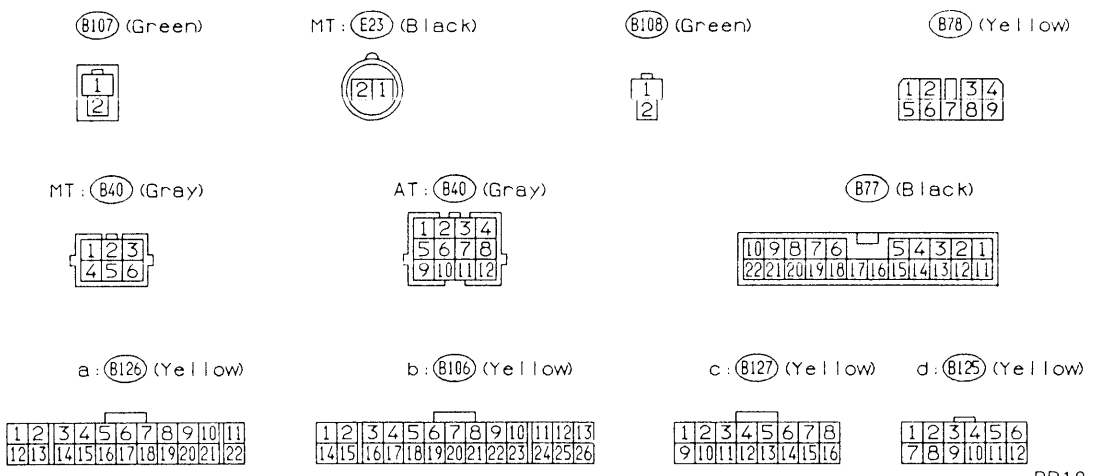 B107 (Green) MT: E23 (Black) B108 (Green) B78 (Yellow)
1 2 1 1 2 3 4
2 2 5 6 7 8 9
MT: B40 (Gray) AT: B40 (Gray) B77 (Black)
1 2 3 1 2 3 4 10 9 8 7 6 5 4 3 2 1
4 5 6 5 6 7 8 22 21 20 19 18 17 16 15 14 13 12 11
9 10 11 12
a: B126 (Yellow) b: B106 (Yellow) c: B127 (Yellow) d: B125 (Yellow)
1 2 3 4 5 6 7 8 9 10 11 1 2 3 4 5 6 7 8 9 10 11 12 13 1 2 3 4 5 6 7 8 1 2 3 4 5 6
12 13 14 15 16 17 18 19 20 21 22 14 15 16 17 18 19 20 21 22 23 24 25 26 9 10 11 12 13 14 15 16 7 8 9 10 11 12